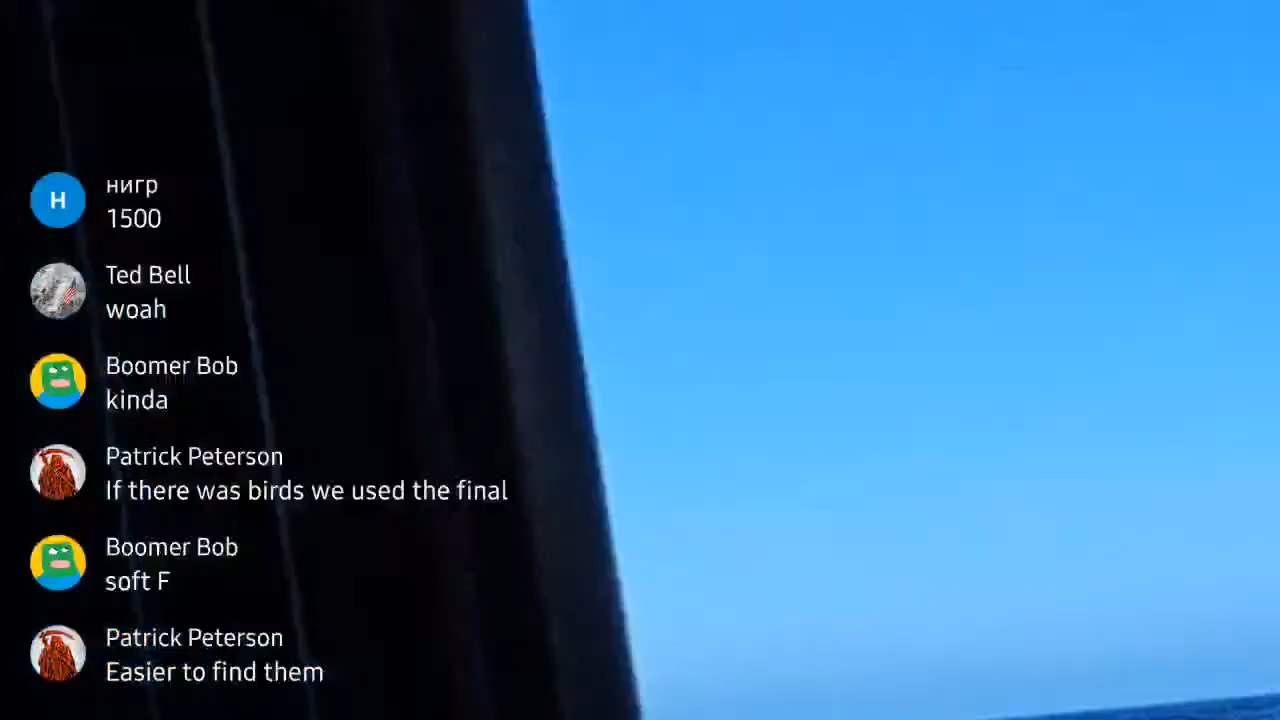 H
нигр
1500
Ted Bell
woah
Boomer Bob
kinda
Patrick Peterson
If there was birds we used the final
Boomer Bob
soft F
Patrick Peterson
Easier to find them